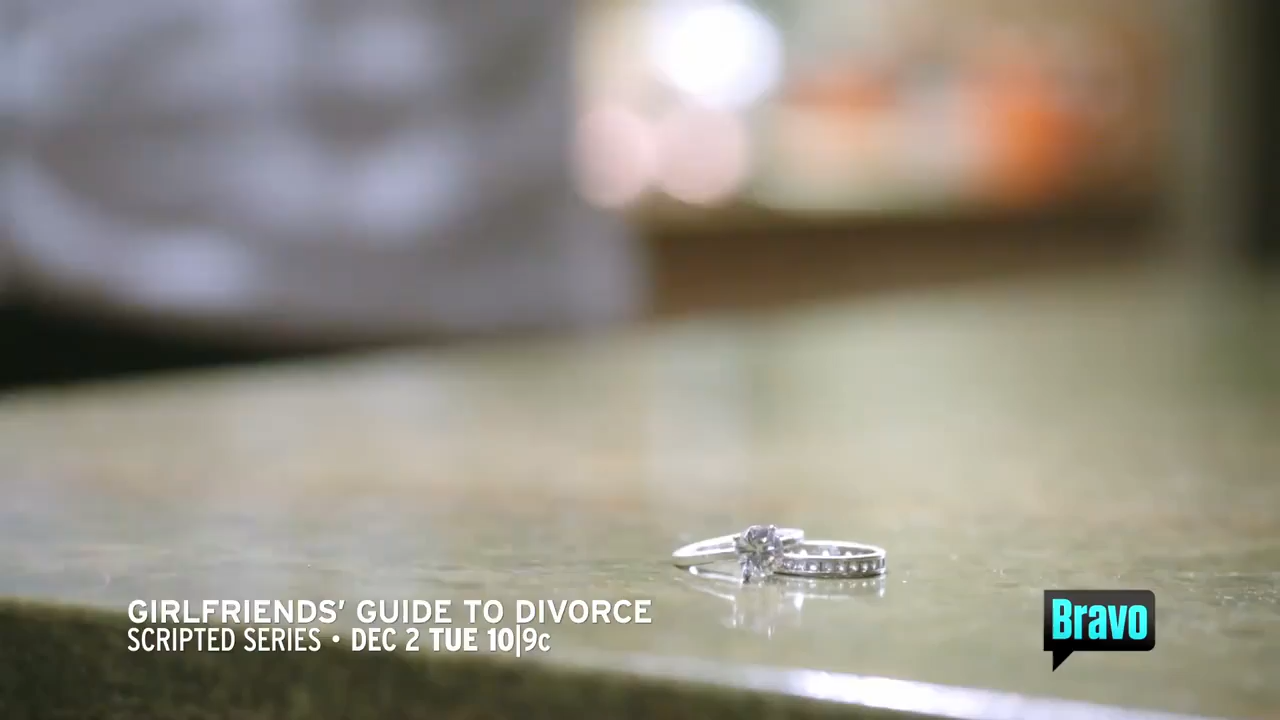 GIRLFRIENDS' GUIDE TO DIVORCE
SCRIPTED SERIES • DEC 2 TUE 10|9c
Bravo